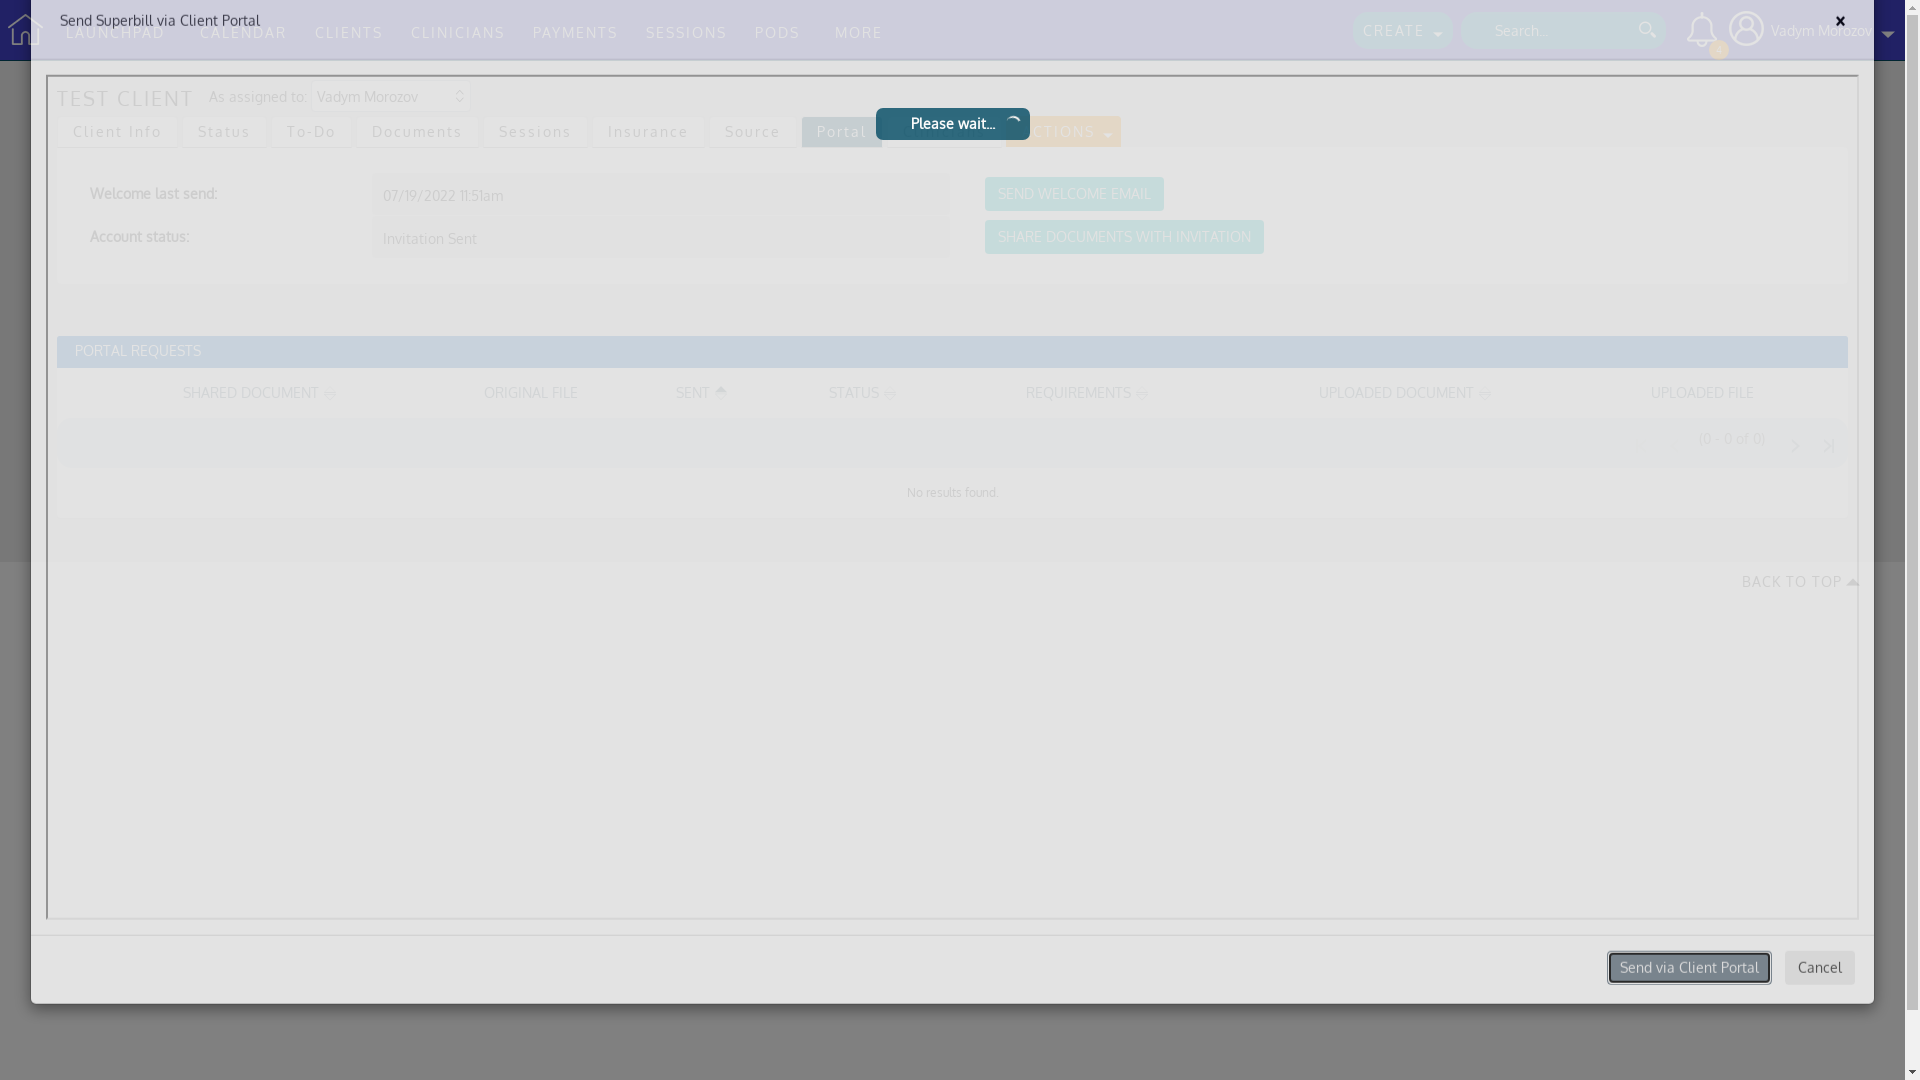 Send Superbill via Client Portal
×
LAUNCHPAD CALENDAR CLIENTS CLINICIANS PAYMENTS SESSIONS PODS MORE
CREATE Search... Vadym Morozov
TEST CLIENT As assigned to: Vadym Morozov
Please wait...
Client Info Status To-Do Documents Sessions Insurance Source Portal CTIONS
Welcome last send: 07/19/2022 11:51am SEND WELCOME EMAIL
Account status: Invitation Sent SHARE DOCUMENTS WITH INVITATION
PORTAL REQUESTS
SHARED DOCUMENT ORIGINAL FILE SENT STATUS REQUIREMENTS UPLOADED DOCUMENT UPLOADED FILE
(0 - 0 of 0)
No results found.
BACK TO TOP
Send via Client Portal Cancel